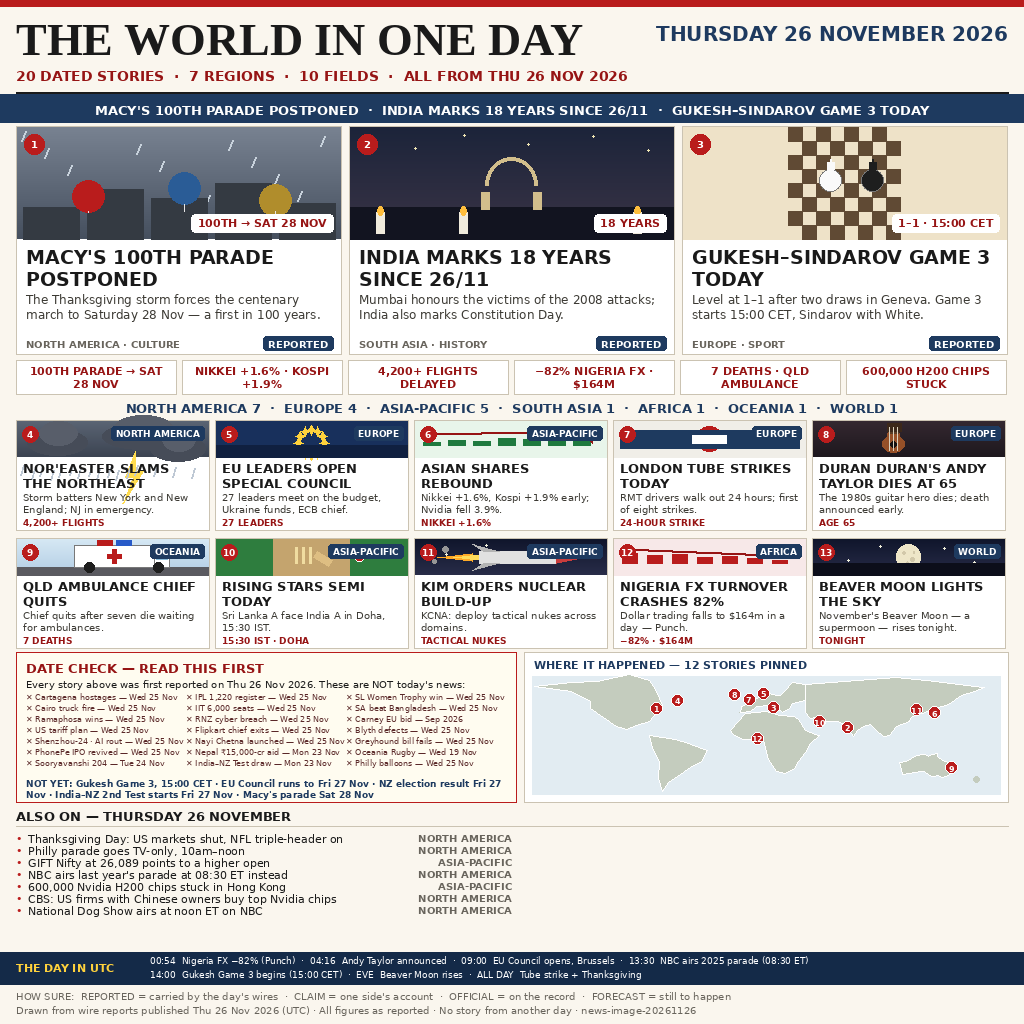 THE WORLD IN ONE DAY
THURSDAY 26 NOVEMBER 2026
20 DATED STORIES · 7 REGIONS · 10 FIELDS · ALL FROM THU 26 NOV 2026
MACY'S 100TH PARADE POSTPONED · INDIA MARKS 18 YEARS SINCE 26/11 · GUKESH–SINDAROV GAME 3 TODAY
1
100TH → SAT 28 NOV
MACY'S 100TH PARADE
POSTPONED
The Thanksgiving storm forces the centenary
march to Saturday 28 Nov — a first in 100 years.
NORTH AMERICA · CULTURE
REPORTED
2
18 YEARS
INDIA MARKS 18 YEARS
SINCE 26/11
Mumbai honours the victims of the 2008 attacks;
India also marks Constitution Day.
SOUTH ASIA · HISTORY
REPORTED
3
1–1 · 15:00 CET
GUKESH–SINDAROV GAME 3
TODAY
Level at 1–1 after two draws in Geneva. Game 3
starts 15:00 CET, Sindarov with White.
EUROPE · SPORT
REPORTED
100TH PARADE → SAT
28 NOV
NIKKEI +1.6% · KOSPI
+1.9%
4,200+ FLIGHTS
DELAYED
−82% NIGERIA FX ·
$164M
7 DEATHS · QLD
AMBULANCE
600,000 H200 CHIPS
STUCK
NORTH AMERICA 7 · EUROPE 4 · ASIA-PACIFIC 5 · SOUTH ASIA 1 · AFRICA 1 · OCEANIA 1 · WORLD 1
4
NORTH AMERICA
NOR'EASTER SLAMS
THE NORTHEAST
Storm batters New York and New
England; NJ in emergency.
4,200+ FLIGHTS
5
EUROPE
EU LEADERS OPEN
SPECIAL COUNCIL
27 leaders meet on the budget,
Ukraine funds, ECB chief.
27 LEADERS
6
ASIA-PACIFIC
ASIAN SHARES
REBOUND
Nikkei +1.6%, Kospi +1.9% early;
Nvidia fell 3.9%.
NIKKEI +1.6%
7
EUROPE
LONDON TUBE STRIKES
TODAY
RMT drivers walk out 24 hours; first
of eight strikes.
24-HOUR STRIKE
8
EUROPE
DURAN DURAN'S ANDY
TAYLOR DIES AT 65
The 1980s guitar hero dies; death
announced early.
AGE 65
9
OCEANIA
QLD AMBULANCE CHIEF
QUITS
Chief quits after seven die waiting
for ambulances.
7 DEATHS
10
ASIA-PACIFIC
RISING STARS SEMI
TODAY
Sri Lanka A face India A in Doha,
15:30 IST.
15:30 IST · DOHA
11
ASIA-PACIFIC
KIM ORDERS NUCLEAR
BUILD-UP
KCNA: deploy tactical nukes across
domains.
TACTICAL NUKES
12
AFRICA
NIGERIA FX TURNOVER
CRASHES 82%
Dollar trading falls to $164m in a
day — Punch.
−82% · $164M
13
WORLD
BEAVER MOON LIGHTS
THE SKY
November's Beaver Moon — a
supermoon — rises tonight.
TONIGHT
DATE CHECK — READ THIS FIRST
Every story above was first reported on Thu 26 Nov 2026. These are NOT today's news:
× Cartagena hostages — Wed 25 Nov × IPL 1,220 register — Wed 25 Nov × SL Women Trophy win — Wed 25 Nov
× Cairo truck fire — Wed 25 Nov × IIT 6,000 seats — Wed 25 Nov × SA beat Bangladesh — Wed 25 Nov
× Ramaphosa wins — Wed 25 Nov × RNZ cyber breach — Wed 25 Nov × Carney EU bid — Sep 2026
× US tariff plan — Wed 25 Nov × Flipkart chief exits — Wed 25 Nov × Blyth defects — Wed 25 Nov
× Shenzhou-24 · AI rout — Wed 25 Nov × Nayi Chetna launched — Wed 25 Nov × Greyhound bill fails — Wed 25 Nov
× PhonePe IPO revived — Wed 25 Nov × Nepal ₹15,000-cr aid — Mon 23 Nov × Oceania Rugby — Wed 19 Nov
× Sooryavanshi 204 — Tue 24 Nov × India–NZ Test draw — Mon 23 Nov × Philly balloons — Wed 25 Nov
NOT YET: Gukesh Game 3, 15:00 CET · EU Council runs to Fri 27 Nov · NZ election result Fri 27
Nov · India–NZ 2nd Test starts Fri 27 Nov · Macy's parade Sat 28 Nov
WHERE IT HAPPENED — 12 STORIES PINNED
1
4
8
7
5
3
12
10
2
11
6
9
ALSO ON — THURSDAY 26 NOVEMBER
• Thanksgiving Day: US markets shut, NFL triple-header on NORTH AMERICA
• Philly parade goes TV-only, 10am–noon NORTH AMERICA
• GIFT Nifty at 26,089 points to a higher open ASIA-PACIFIC
• NBC airs last year's parade at 08:30 ET instead NORTH AMERICA
• 600,000 Nvidia H200 chips stuck in Hong Kong ASIA-PACIFIC
• CBS: US firms with Chinese owners buy top Nvidia chips NORTH AMERICA
• National Dog Show airs at noon ET on NBC NORTH AMERICA
THE DAY IN UTC
00:54 Nigeria FX −82% (Punch) · 04:16 Andy Taylor announced · 09:00 EU Council opens, Brussels · 13:30 NBC airs 2025 parade (08:30 ET)
14:00 Gukesh Game 3 begins (15:00 CET) · EVE Beaver Moon rises · ALL DAY Tube strike + Thanksgiving
HOW SURE: REPORTED = carried by the day's wires · CLAIM = one side's account · OFFICIAL = on the record · FORECAST = still to happen
Drawn from wire reports published Thu 26 Nov 2026 (UTC) · All figures as reported · No story from another day · news-image-20261126